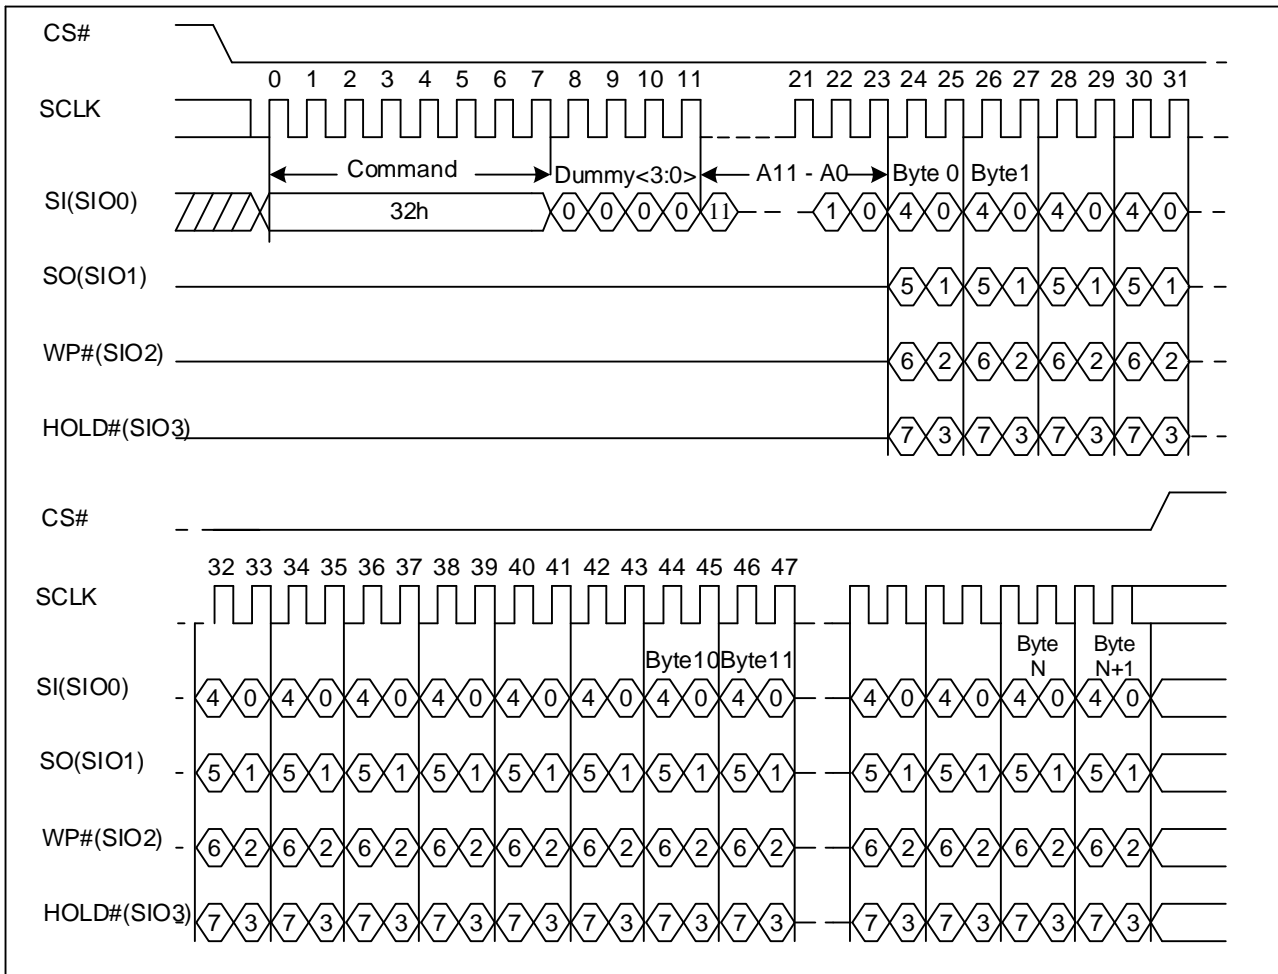 CS#
0 1 2 3 4 5 6 7 8 9 10 11 21 22 23 24 25 26 27 28 29 30 31
SCLK
Command Dummy<3:0> A11 - A0 Byte 0 Byte1
SI(SIO0) 32h 0 0 0 0 11 1 0 4 0 4 0 4 0 4 0
SO(SIO1) 5 1 5 1 5 1 5 1
WP#(SIO2) 6 2 6 2 6 2 6 2
HOLD#(SIO3) 7 3 7 3 7 3 7 3
CS#
32 33 34 35 36 37 38 39 40 41 42 43 44 45 46 47
SCLK
Byte10 Byte11 Byte N Byte N+1
SI(SIO0) 4 0 4 0 4 0 4 0 4 0 4 0 4 0 4 0 4 0 4 0 4 0 4 0
SO(SIO1) 5 1 5 1 5 1 5 1 5 1 5 1 5 1 5 1 5 1 5 1 5 1 5 1
WP#(SIO2) 6 2 6 2 6 2 6 2 6 2 6 2 6 2 6 2 6 2 6 2 6 2 6 2
HOLD#(SIO3) 7 3 7 3 7 3 7 3 7 3 7 3 7 3 7 3 7 3 7 3 7 3 7 3